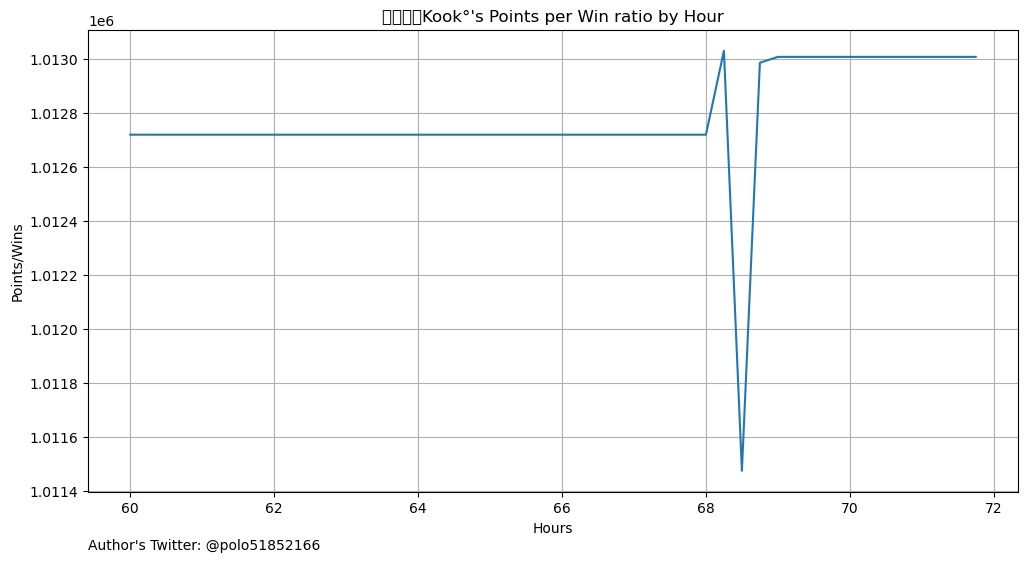 Kook°'s Points per Win ratio by Hour
1e6
1.0130
1.0128
1.0126
1.0124
1.0122
1.0120
1.0118
1.0116
1.0114
Points/Wins
60 62 64 66 68 70 72
Hours
Author's Twitter: @polo51852166